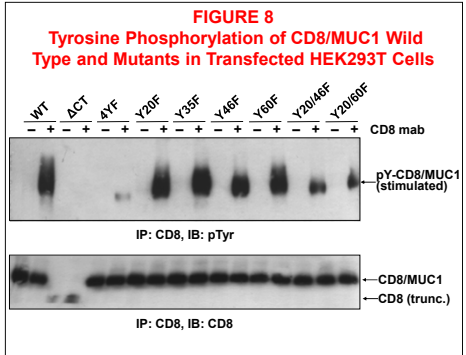 FIGURE 8
Tyrosine Phosphorylation of CD8/MUC1 Wild
Type and Mutants in Transfected HEK293T Cells
WT ΔCT 4YF Y20F Y35F Y46F Y60F Y20/46F Y20/60F
– + – + – + – + – + – + – + – + – + CD8 mab
pY-CD8/MUC1
(stimulated)
IP: CD8, IB: pTyr
CD8/MUC1
CD8 (trunc.)
IP: CD8, IB: CD8